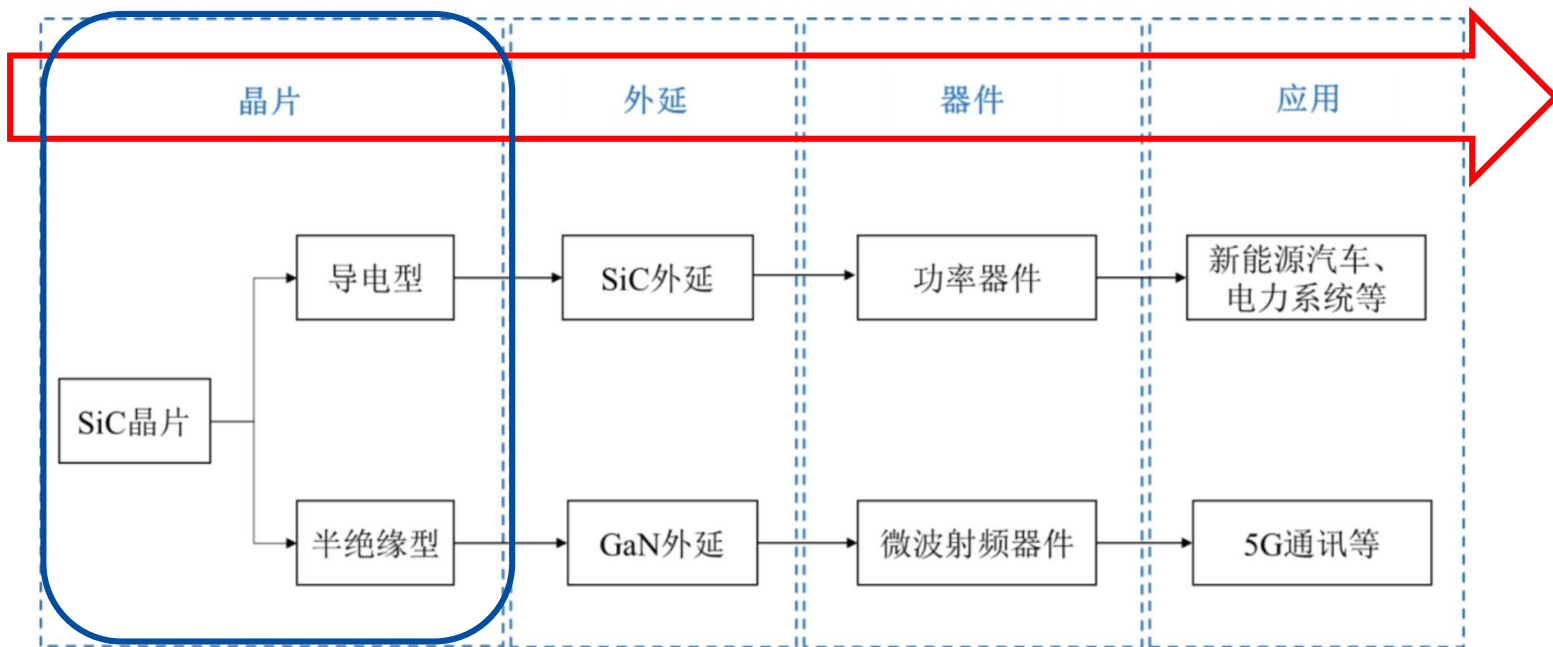 晶片
外延
器件
应用
导电型
SiC外延
功率器件
新能源汽车、
电力系统等
SiC晶片
半绝缘型
GaN外延
微波射频器件
5G通讯等